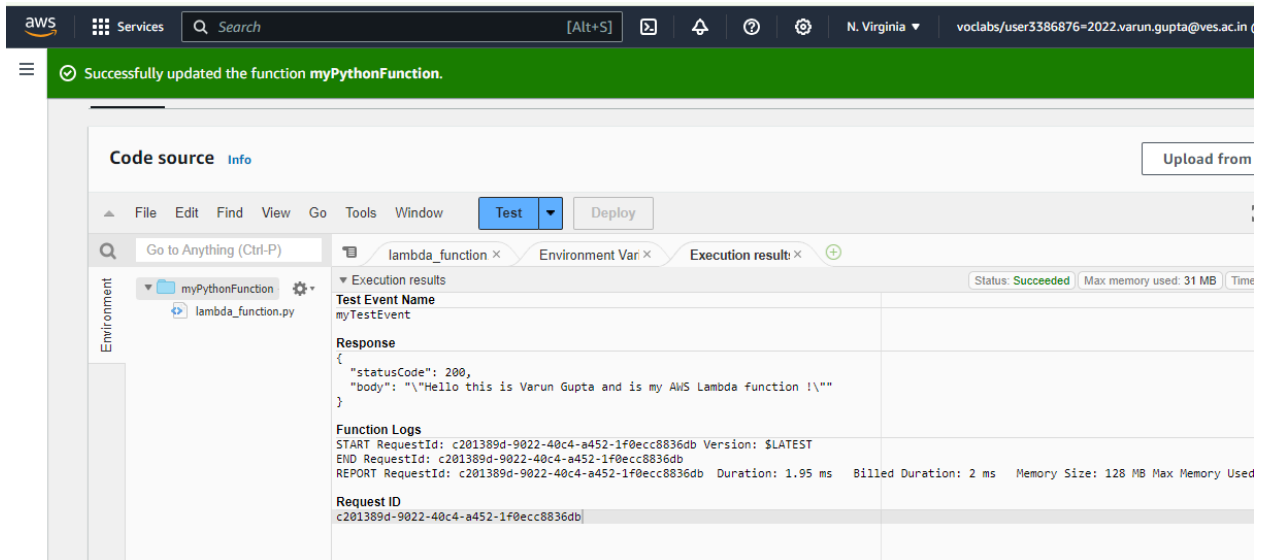 aws Services Search [Alt+S] N. Virginia voclabs/user3386876=2022.varun.gupta@ves.ac.in
Successfully updated the function myPythonFunction.
Code source Info Upload from
File Edit Find View Go Tools Window Test Deploy
Go to Anything (Ctrl-P) lambda_function × Environment Vari × Execution results ×
Execution results Status: Succeeded Max memory used: 31 MB Time
Environment
myPythonFunction
lambda_function.py
Test Event Name
myTestEvent
Response
{
"statusCode": 200,
"body": "\"Hello this is Varun Gupta and is my AWS Lambda function !\""
}
Function Logs
START RequestId: c201389d-9022-40c4-a452-1f0ecc8836db Version: $LATEST
END RequestId: c201389d-9022-40c4-a452-1f0ecc8836db
REPORT RequestId: c201389d-9022-40c4-a452-1f0ecc8836db Duration: 1.95 ms Billed Duration: 2 ms Memory Size: 128 MB Max Memory Used
Request ID
c201389d-9022-40c4-a452-1f0ecc8836db